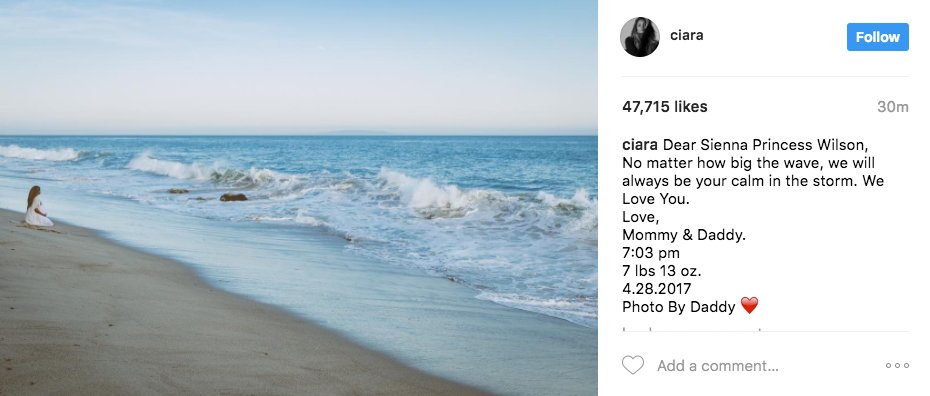 ciara
Follow
47,715 likes
30m
ciara Dear Sienna Princess Wilson,
No matter how big the wave, we will
always be your calm in the storm. We
Love You.
Love,
Mommy & Daddy.
7:03 pm
7 lbs 13 oz.
4.28.2017
Photo By Daddy ❤️
Add a comment...